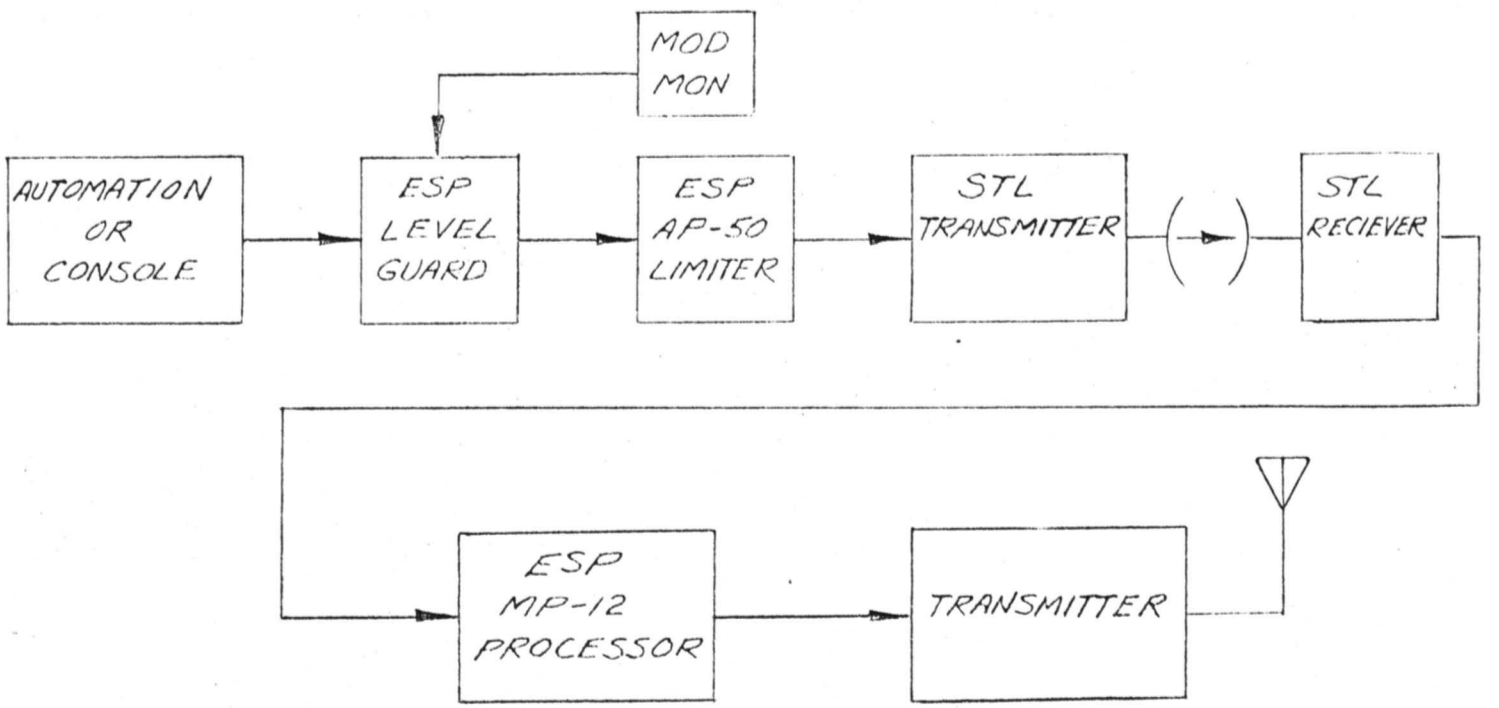 MOD
MON
AUTOMATION
OR
CONSOLE
ESP
LEVEL
GUARD
ESP
AP-50
LIMITER
STL
TRANSMITTER
STL
RECIEVER
ESP
MP-12
PROCESSOR
TRANSMITTER